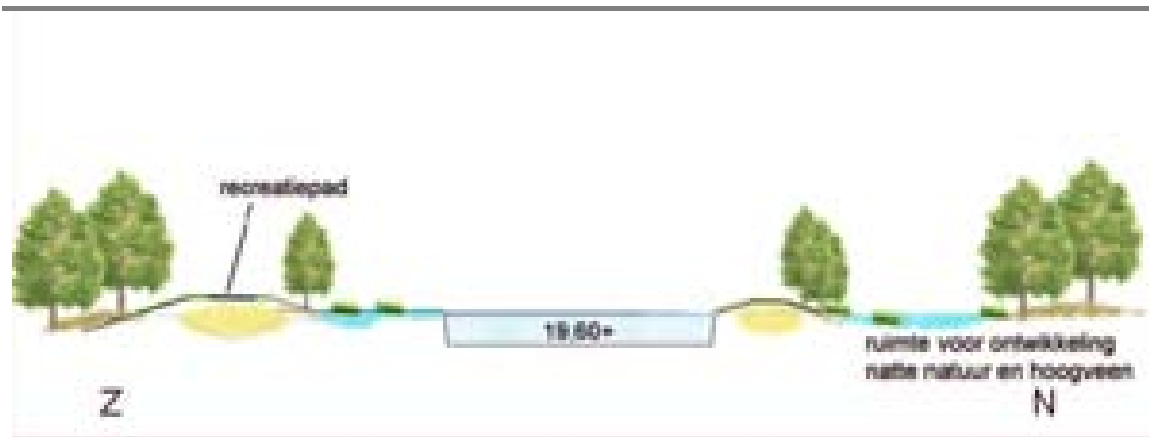 recreatiepad
19,60+
ruimte voor ontwikkeling
natte natuur en hoogveen
Z
N